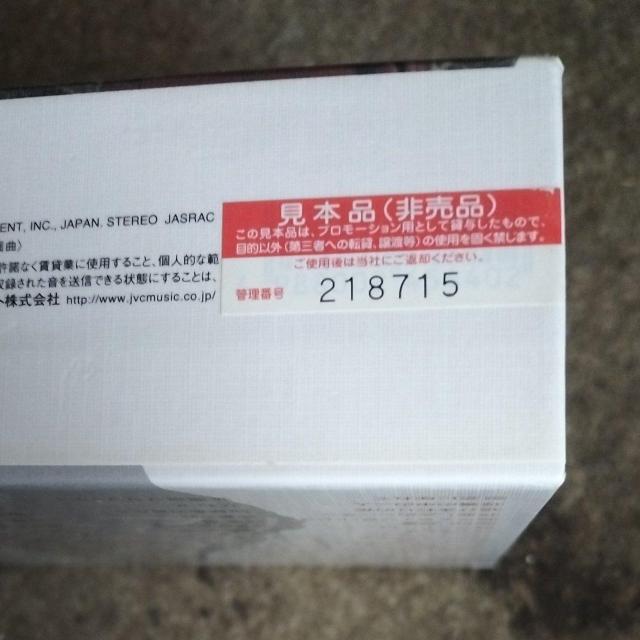 ENT, INC., JAPAN. STEREO JASRAC
曲)
許諾なく賃貸業に使用すること、個人的な範
収録された音を送信できる状態にすることは、
ト株式会社 http://www.jvcmusic.co.jp/
見本品(非売品)
この見本品は、プロモーション用として貸与したもので、
目的以外(第三者への転貸、譲渡等)の使用を固く禁じます。
ご使用後は当社にご返却ください。
管理番号 218715